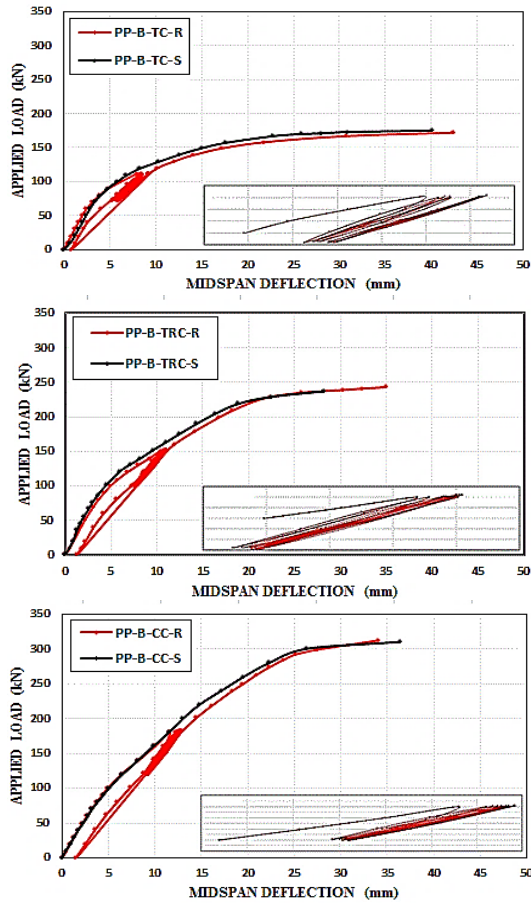 350
300
250
200
150
100
50
0
APPLIED LOAD (kN)
PP-B-TC-R
PP-B-TC-S
0 5 10 15 20 25 30 35 40 45 50
MIDSPAN DEFLECTION (mm)
350
300
250
200
150
100
50
0
APPLIED LOAD (kN)
PP-B-TRC-R
PP-B-TRC-S
0 5 10 15 20 25 30 35 40 45 50
MIDSPAN DEFLECTION (mm)
350
300
250
200
150
100
50
0
APPLIED LOAD (kN)
PP-B-CC-R
PP-B-CC-S
0 5 10 15 20 25 30 35 40 45 50
MIDSPAN DEFLECTION (mm)